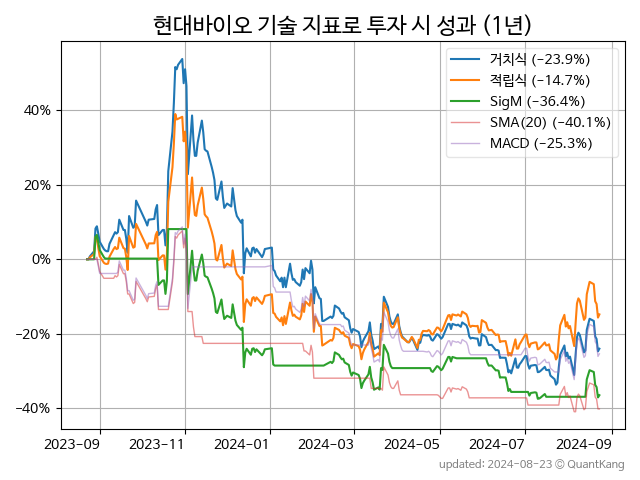 현대바이오 기술 지표로 투자 시 성과 (1년)
거치식 (−23.9%)
적립식 (−14.7%)
SigM (−36.4%)
SMA(20) (−40.1%)
MACD (−25.3%)
40%
20%
0%
−20%
−40%
2023-09 2023-11 2024-01 2024-03 2024-05 2024-07 2024-09
updated: 2024-08-23 © QuantKang